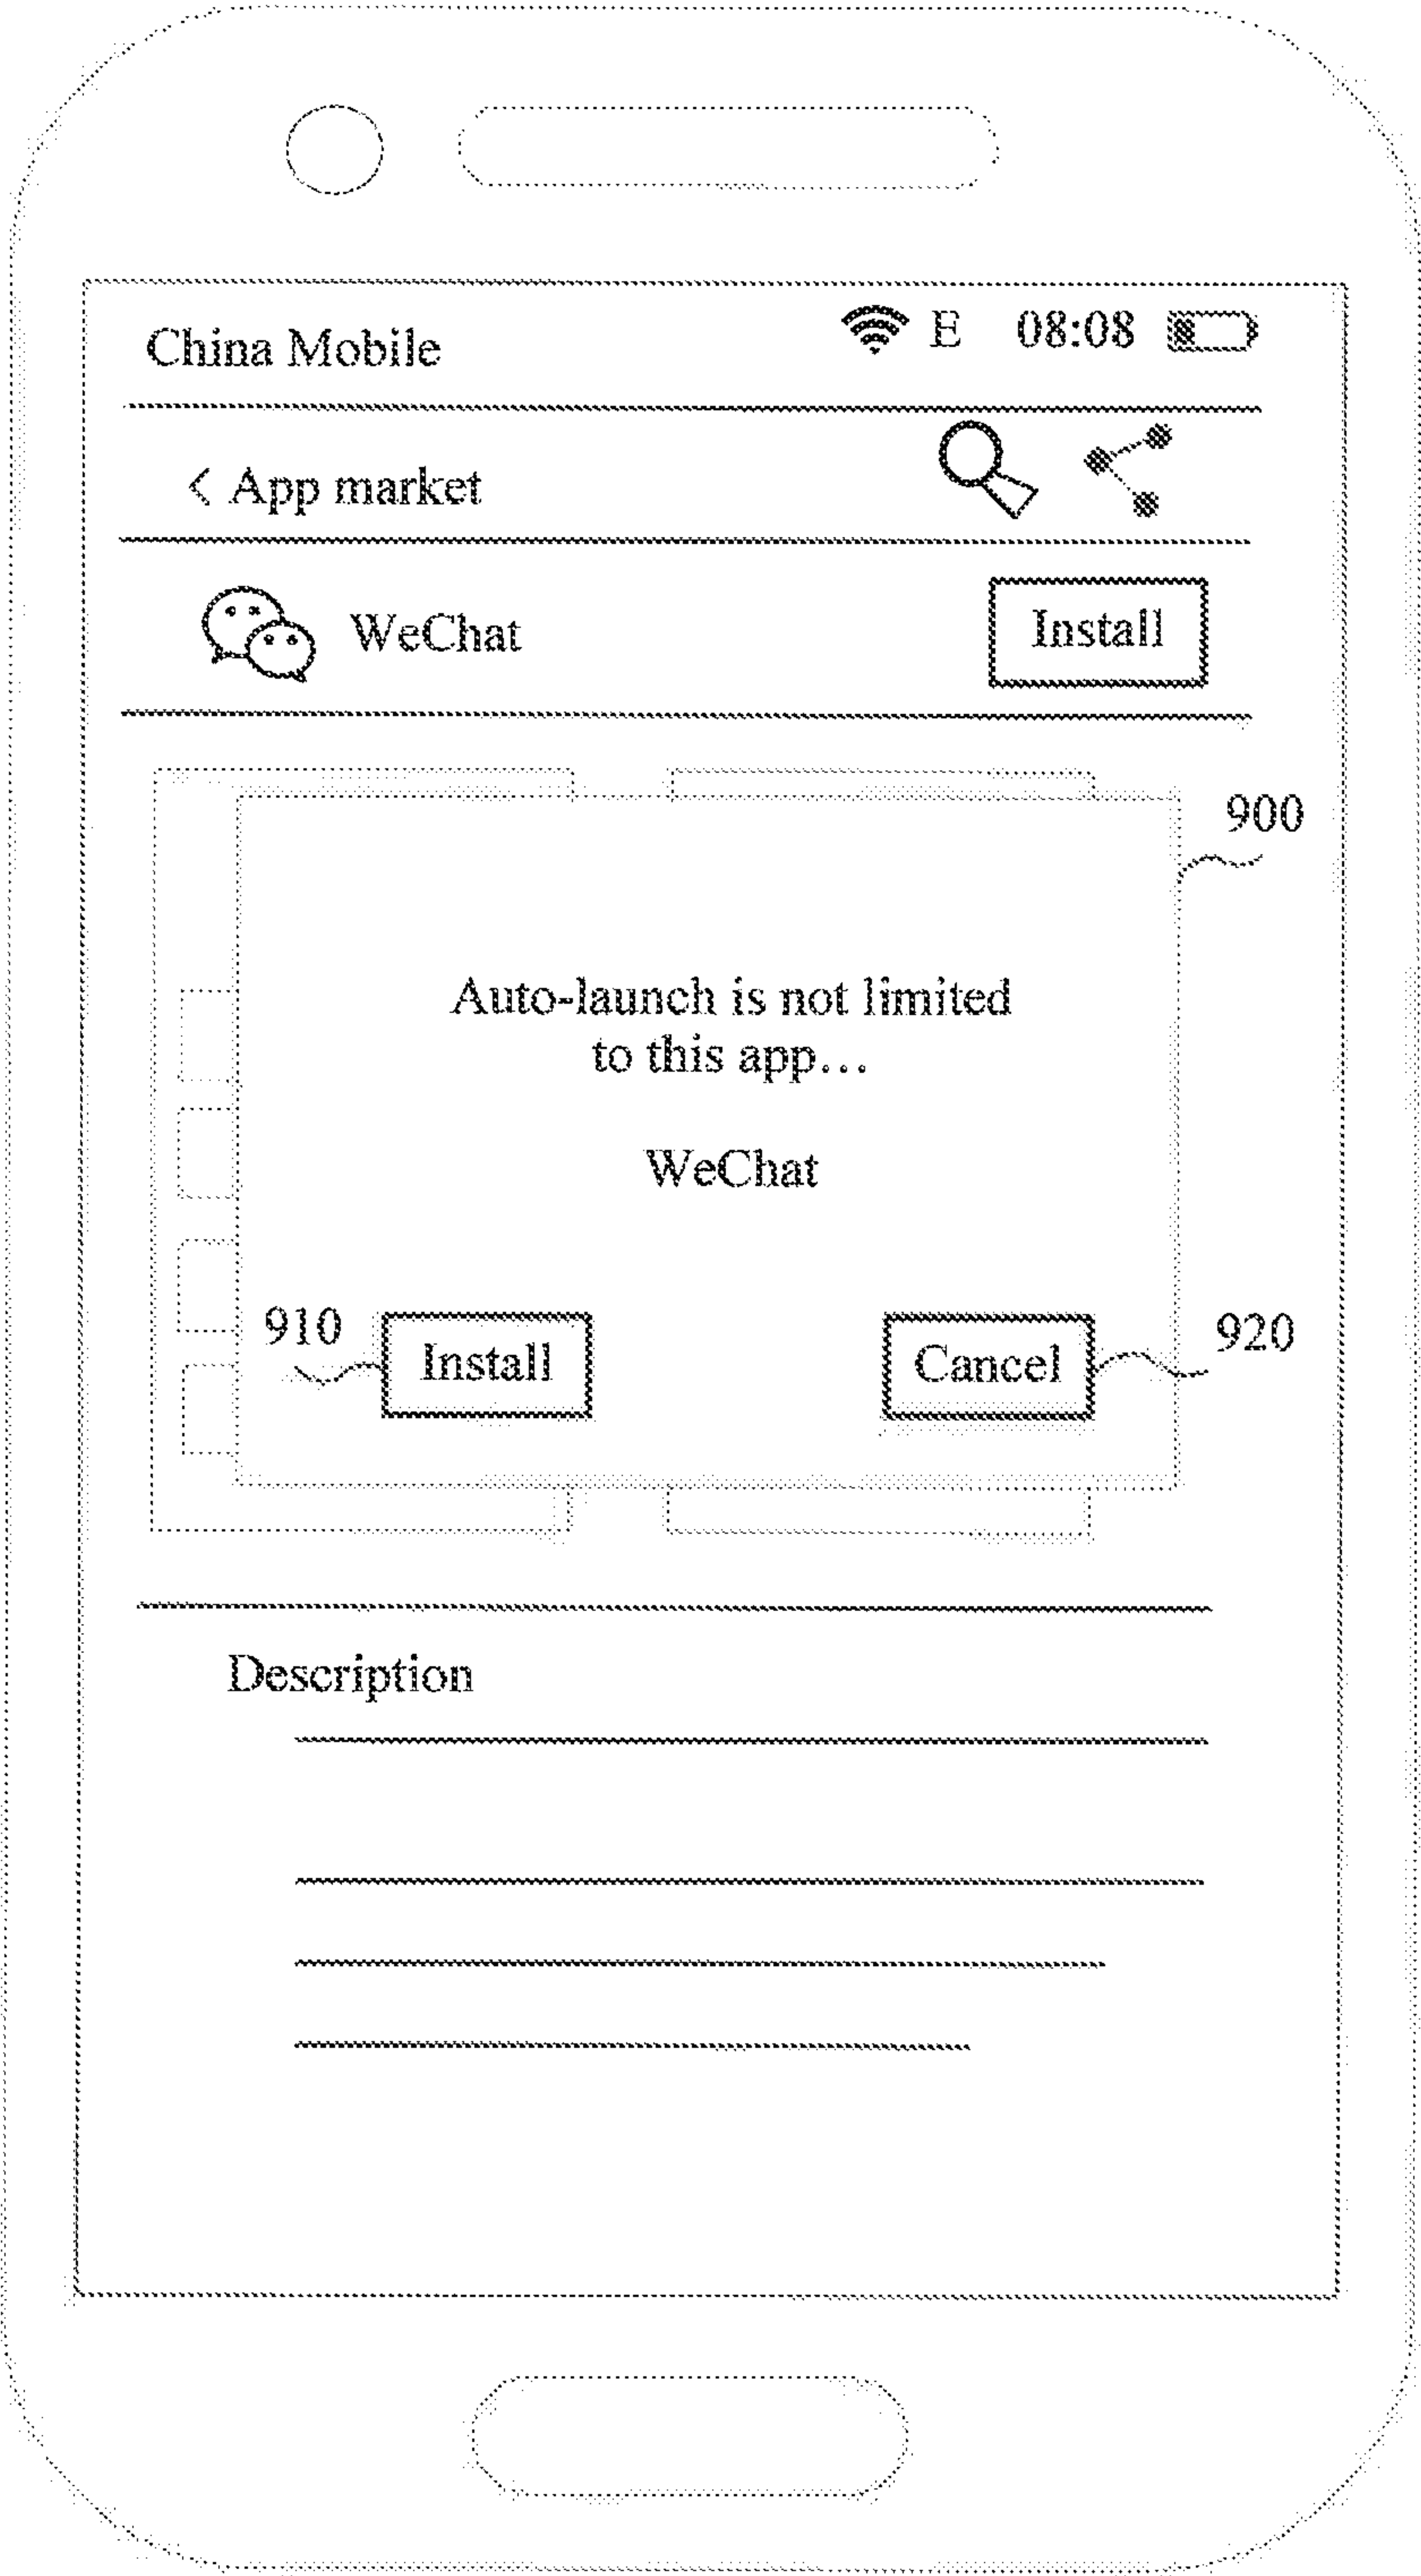 China Mobile E 08:08
< App market
WeChat Install
900
Auto-launch is not limited
to this app...
WeChat
910 Install Cancel 920
Description